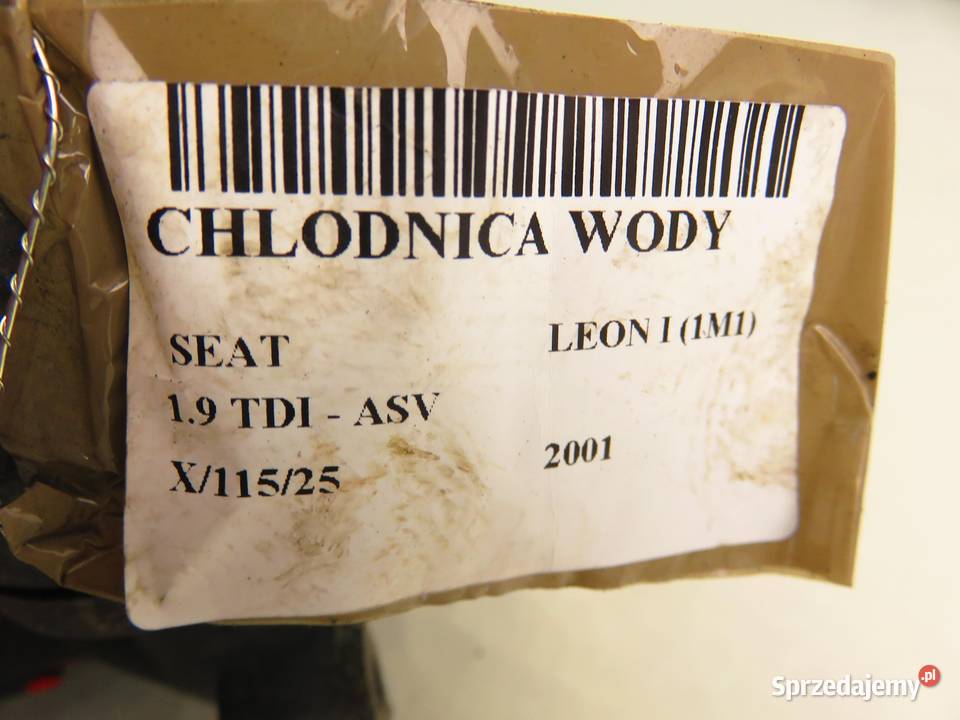 CHLODNICA WODY
SEAT LEON I (1M1)
1.9 TDI - ASV
X/115/25 2001
Sprzedajemy.pl